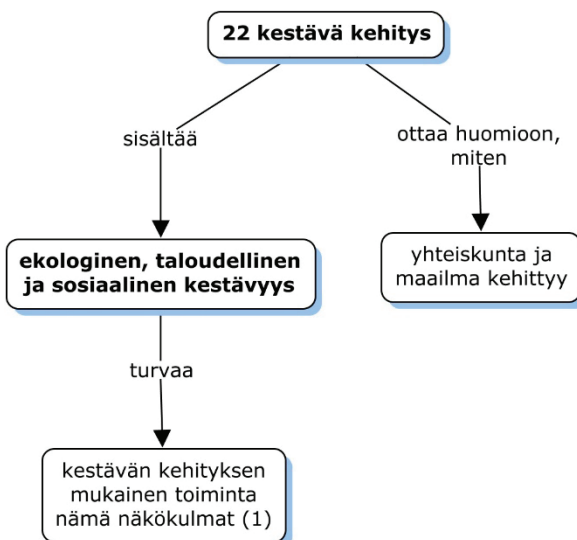 22 kestävä kehitys
sisältää
ottaa huomioon,
miten
ekologinen, taloudellinen
ja sosiaalinen kestävyys
yhteiskunta ja
maailma kehittyy
turvaa
kestävän kehityksen
mukainen toiminta
nämä näkökulmat (1)